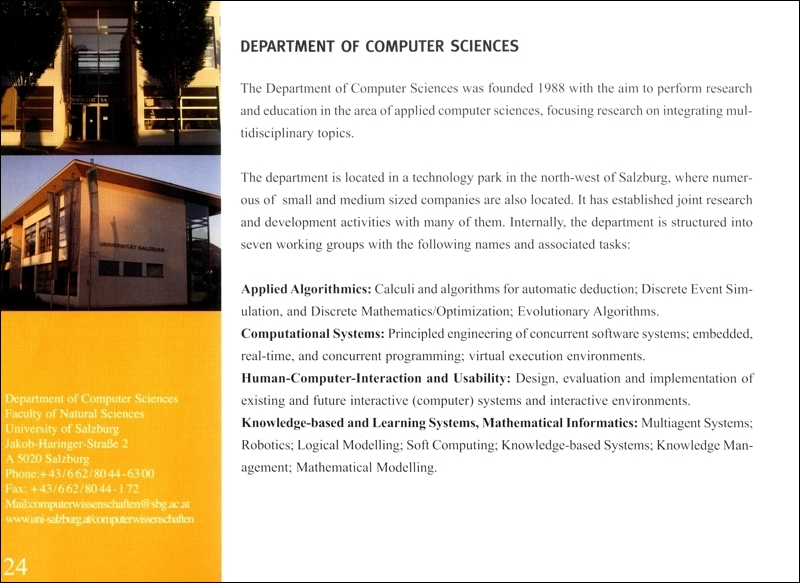 UNIVERSITÄT SALZBURG
DEPARTMENT OF COMPUTER SCIENCES
The Department of Computer Sciences was founded 1988 with the aim to perform research
and education in the area of applied computer sciences, focusing research on integrating mul-
tidisciplinary topics.
The department is located in a technology park in the north-west of Salzburg, where numer-
ous of small and medium sized companies are also located. It has established joint research
and development activities with many of them. Internally, the department is structured into
seven working groups with the following names and associated tasks:
Applied Algorithmics: Calculi and algorithms for automatic deduction; Discrete Event Sim-
ulation, and Discrete Mathematics/Optimization; Evolutionary Algorithms.
Computational Systems: Principled engineering of concurrent software systems; embedded,
real-time, and concurrent programming; virtual execution environments.
Human-Computer-Interaction and Usability: Design, evaluation and implementation of
existing and future interactive (computer) systems and interactive environments.
Knowledge-based and Learning Systems, Mathematical Informatics: Multiagent Systems;
Robotics; Logical Modelling; Soft Computing; Knowledge-based Systems; Knowledge Man-
agement; Mathematical Modelling.
Department of Computer Sciences
Faculty of Natural Sciences
University of Salzburg
Jakob-Haringer-Straße 2
A 5020 Salzburg
Phone:+43/662/8044-6300
Fax: +43/662/8044-172
Mail:computerwissenschaften@sbg.ac.at
www.uni-salzburg.at/computerwissenschaften
24